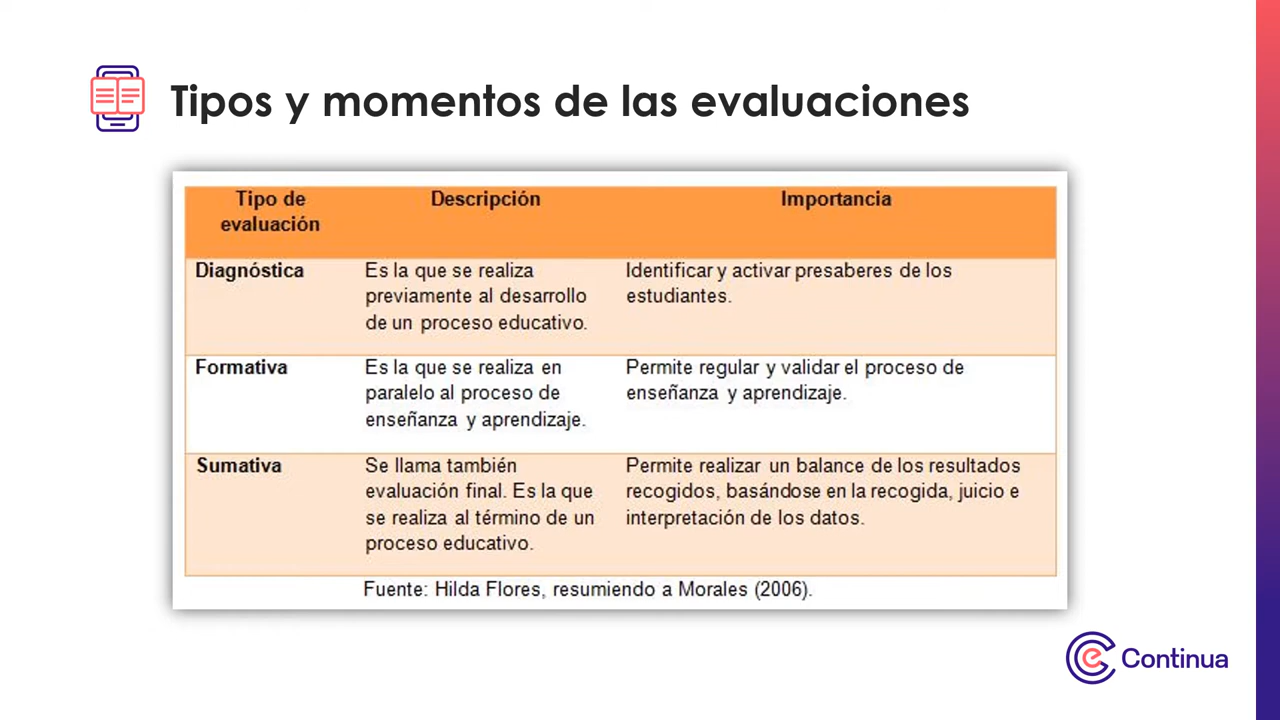 Tipos y momentos de las evaluaciones
Tipo de evaluación
Descripción
Importancia
Diagnóstica
Es la que se realiza
previamente al desarrollo
de un proceso educativo.
Identificar y activar presaberes de los
estudiantes.
Formativa
Es la que se realiza en
paralelo al proceso de
enseñanza y aprendizaje.
Permite regular y validar el proceso de
enseñanza y aprendizaje.
Sumativa
Se llama también
evaluación final. Es la que
se realiza al término de un
proceso educativo.
Permite realizar un balance de los resultados
recogidos, basándose en la recogida, juicio e
interpretación de los datos.
Fuente: Hilda Flores, resumiendo a Morales (2006).
e Continua